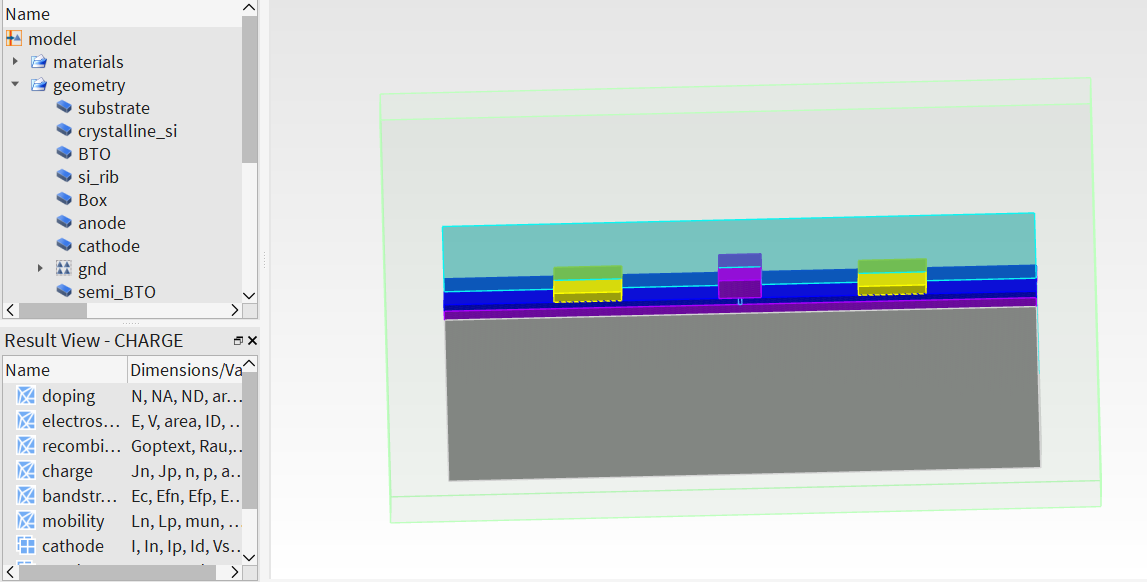 Name
model
materials
geometry
substrate
crystalline_si
BTO
si_rib
Box
anode
cathode
gnd
semi_BTO
Result View - CHARGE
Name Dimensions/Va
doping N, NA, ND, ar...
electros... E, V, area, ID, ...
recombi... Goptext, Rau,...
charge Jn, Jp, n, p, a...
bandstr... Ec, Efn, Efp, E...
mobility Ln, Lp, mun, ...
cathode I, In, Ip, Id, Vs...